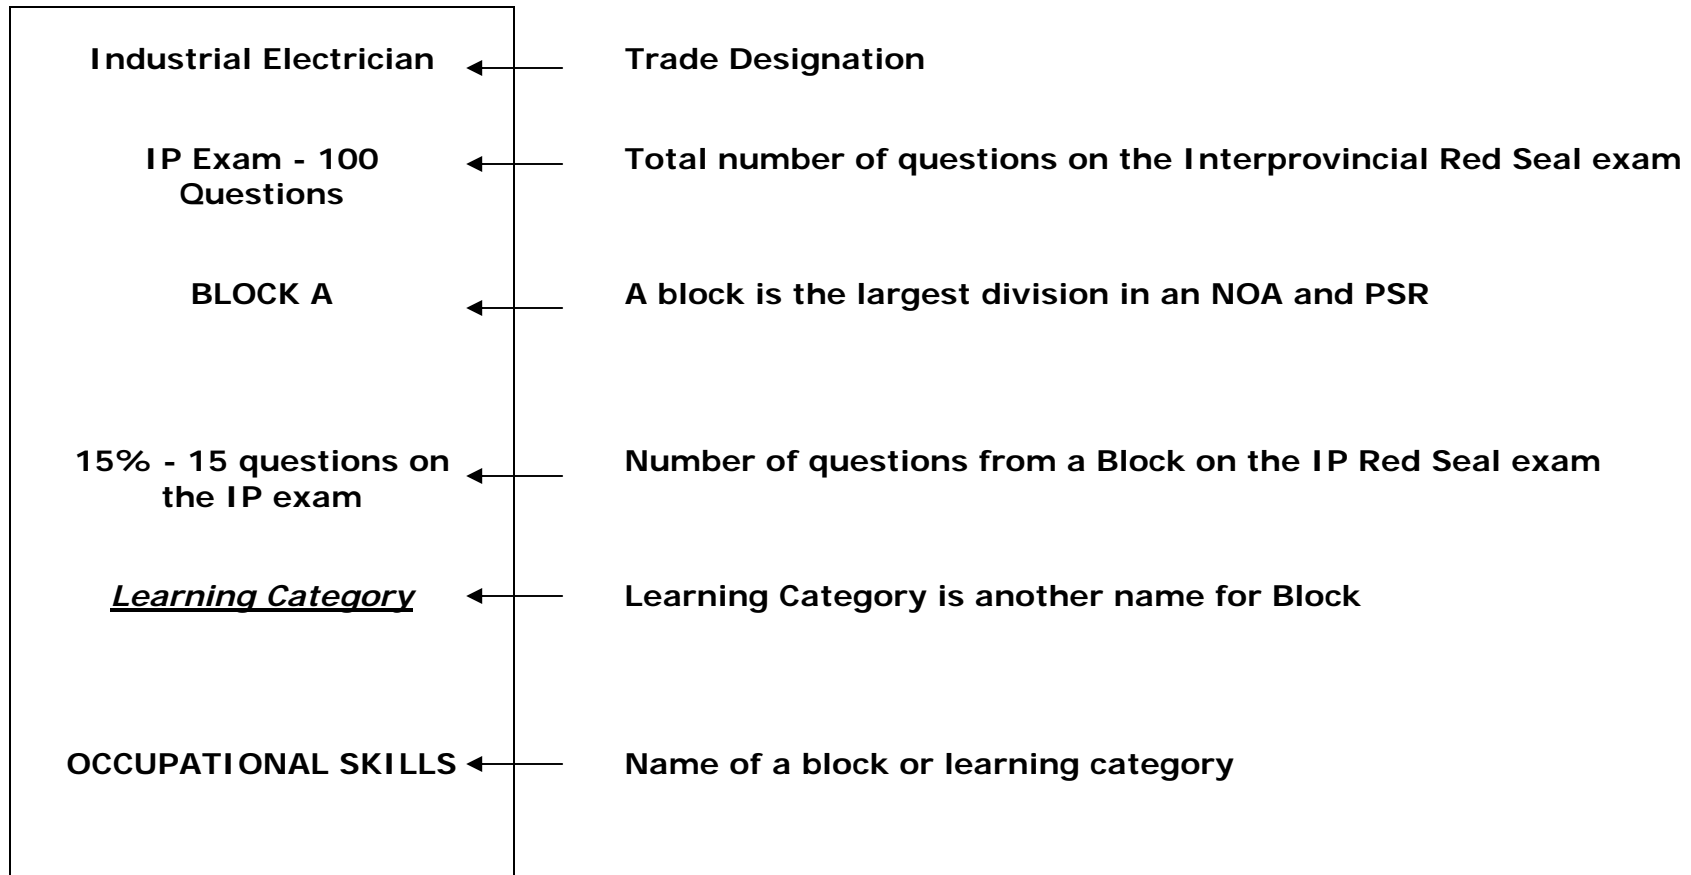 Industrial Electrician
Trade Designation
IP Exam - 100
Questions
Total number of questions on the Interprovincial Red Seal exam
BLOCK A
A block is the largest division in an NOA and PSR
15% - 15 questions on
the IP exam
Number of questions from a Block on the IP Red Seal exam
Learning Category
Learning Category is another name for Block
OCCUPATIONAL SKILLS
Name of a block or learning category